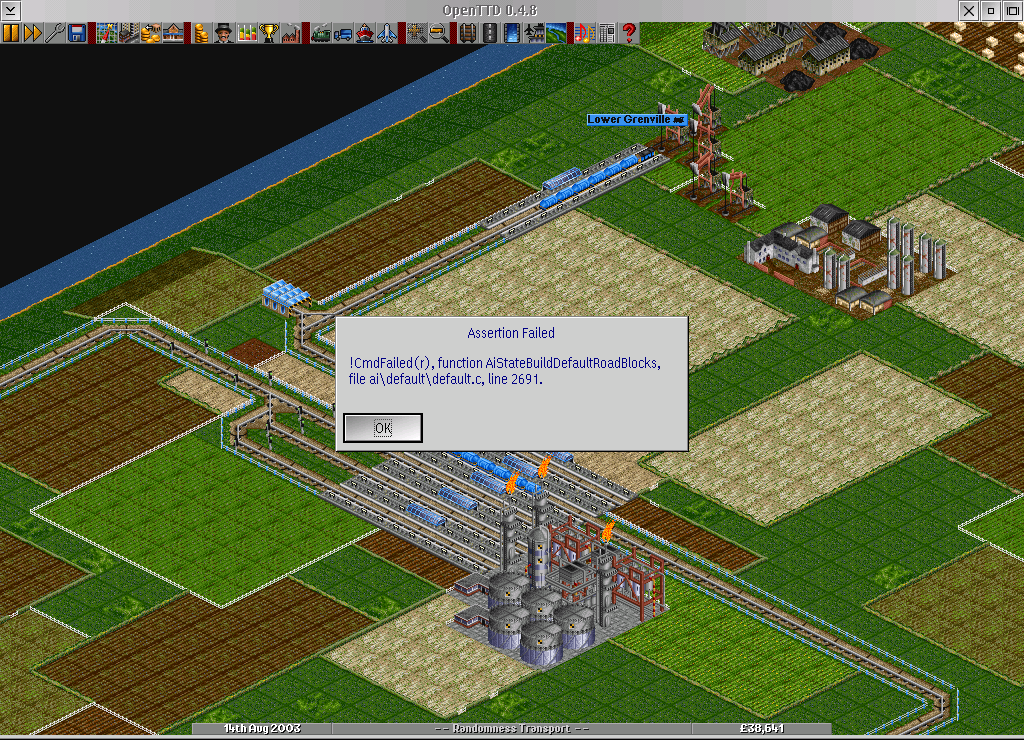 OpenTTD 0.4.8
Lower Grenville
Assertion Failed
!CmdFailed(r), function AiStateBuildDefaultRoadBlocks,
file ai\default\default.c, line 2691.
OK
14th Aug 2003
-- Randomness Transport --
£38,641